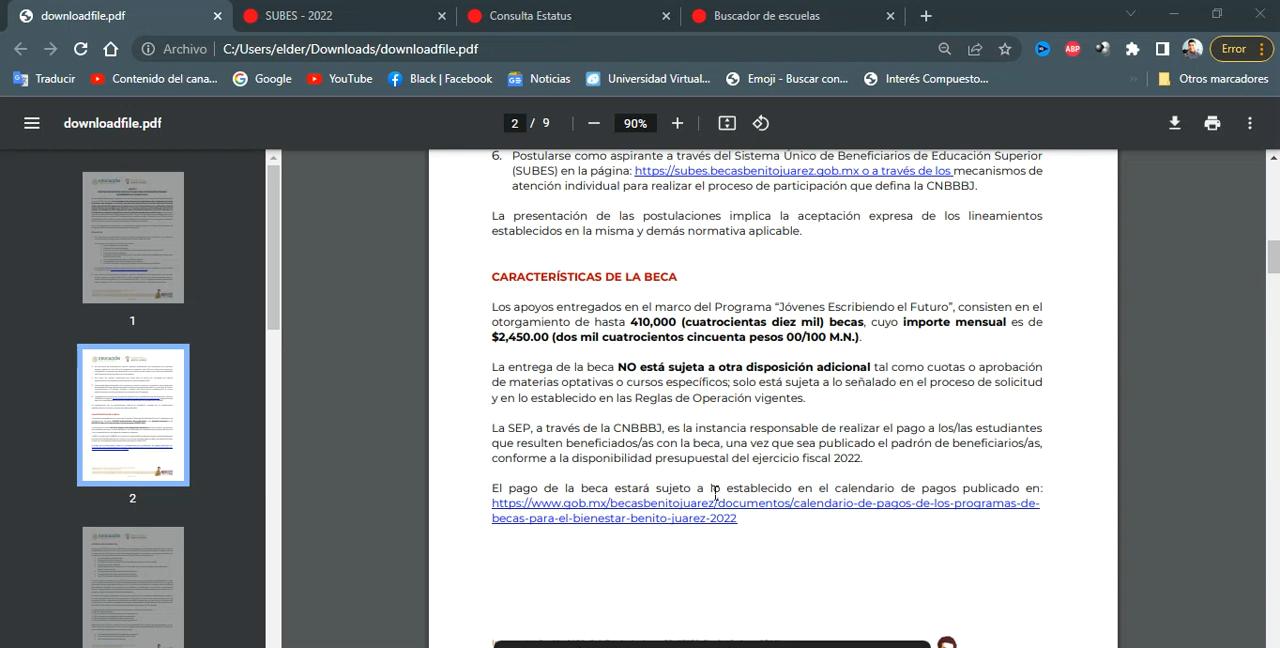 downloadfile.pdf
SUBES - 2022
Consulta Estatus
Buscador de escuelas
Archivo
C:/Users/elder/Downloads/downloadfile.pdf
ABP
Error
Traducir
Contenido del cana...
Google
YouTube
Black | Facebook
Noticias
Universidad Virtual...
Emoji - Buscar con...
Interés Compuesto...
Otros marcadores
downloadfile.pdf
2 / 9
90%
6. Postularse como aspirante a través del Sistema Único de Beneficiarios de Educación Superior
(SUBES) en la página: https://subes.becasbenitojuarez.gob.mx o a través de los mecanismos de
atención individual para realizar el proceso de participación que defina la CNBBBJ.
La presentación de las postulaciones implica la aceptación expresa de los lineamientos
establecidos en la misma y demás normativa aplicable.
CARACTERÍSTICAS DE LA BECA
Los apoyos entregados en el marco del Programa “Jóvenes Escribiendo el Futuro”, consisten en el
otorgamiento de hasta 410,000 (cuatrocientas diez mil) becas, cuyo importe mensual es de
$2,450.00 (dos mil cuatrocientos cincuenta pesos 00/100 M.N.).
La entrega de la beca NO está sujeta a otra disposición adicional tal como cuotas o aprobación
de materias optativas o cursos específicos; solo está sujeta a lo señalado en el proceso de solicitud
y en lo establecido en las Reglas de Operación vigentes.
La SEP, a través de la CNBBBJ, es la instancia responsable de realizar el pago a los/las estudiantes
que resulten beneficiados/as con la beca, una vez que sea publicado el padrón de beneficiarios/as,
conforme a la disponibilidad presupuestal del ejercicio fiscal 2022.
El pago de la beca estará sujeto a lo establecido en el calendario de pagos publicado en:
https://www.gob.mx/becasbenitojuarez/documentos/calendario-de-pagos-de-los-programas-de-
becas-para-el-bienestar-benito-juarez-2022
1
2